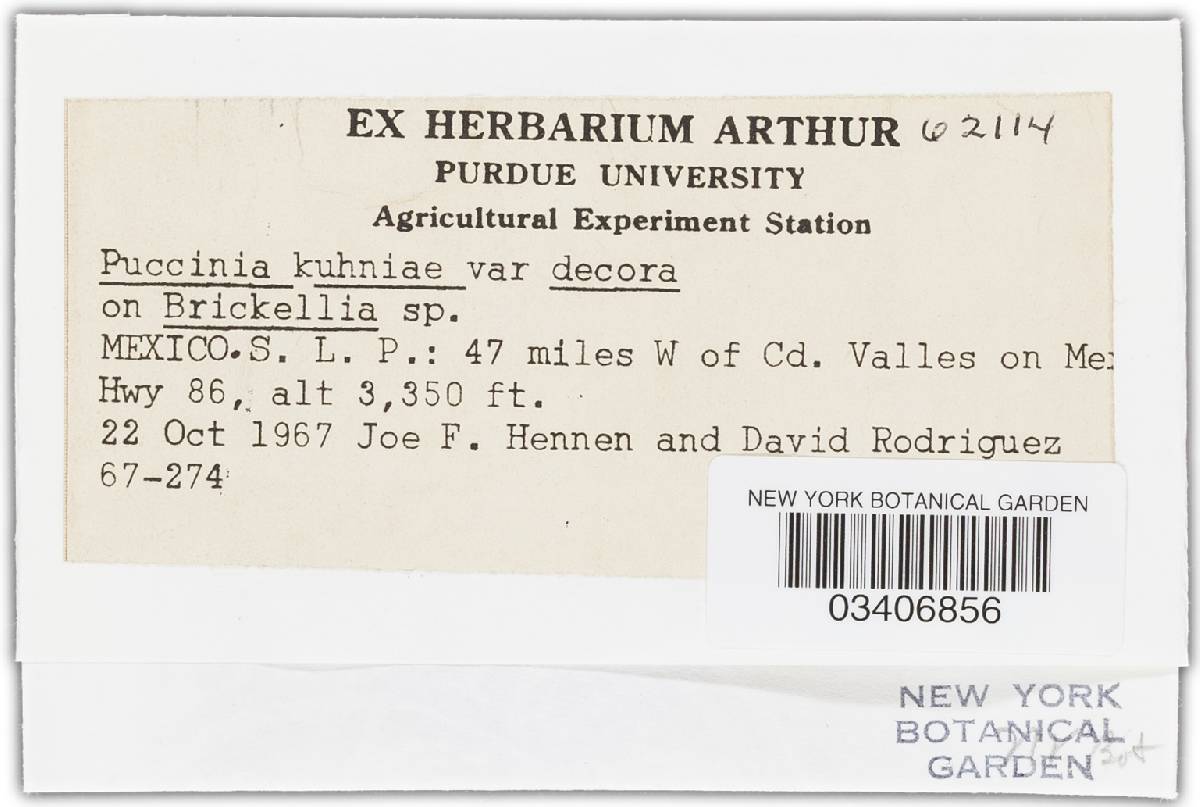 EX HERBARIUM ARTHUR 62114
PURDUE UNIVERSITY
Agricultural Experiment Station
Puccinia kuhniae var decora
on Brickellia sp.
MEXICO.S. L. P.: 47 miles W of Cd. Valles on Mex
Hwy 86, alt 3,350 ft.
22 Oct 1967 Joe F. Hennen and David Rodriguez
67-274
NEW YORK BOTANICAL GARDEN
03406856
NEW YORK
BOTANICAL
GARDEN